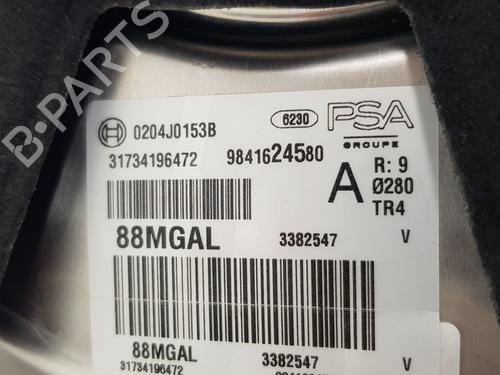 B-PARTS
0204J0153B
6230
PSA
GROUPE
31734196472
9841624580
A
R: 9
Ø280
TR4
88MGAL
3382547
V
88MGAL
3382547
V
31734196472